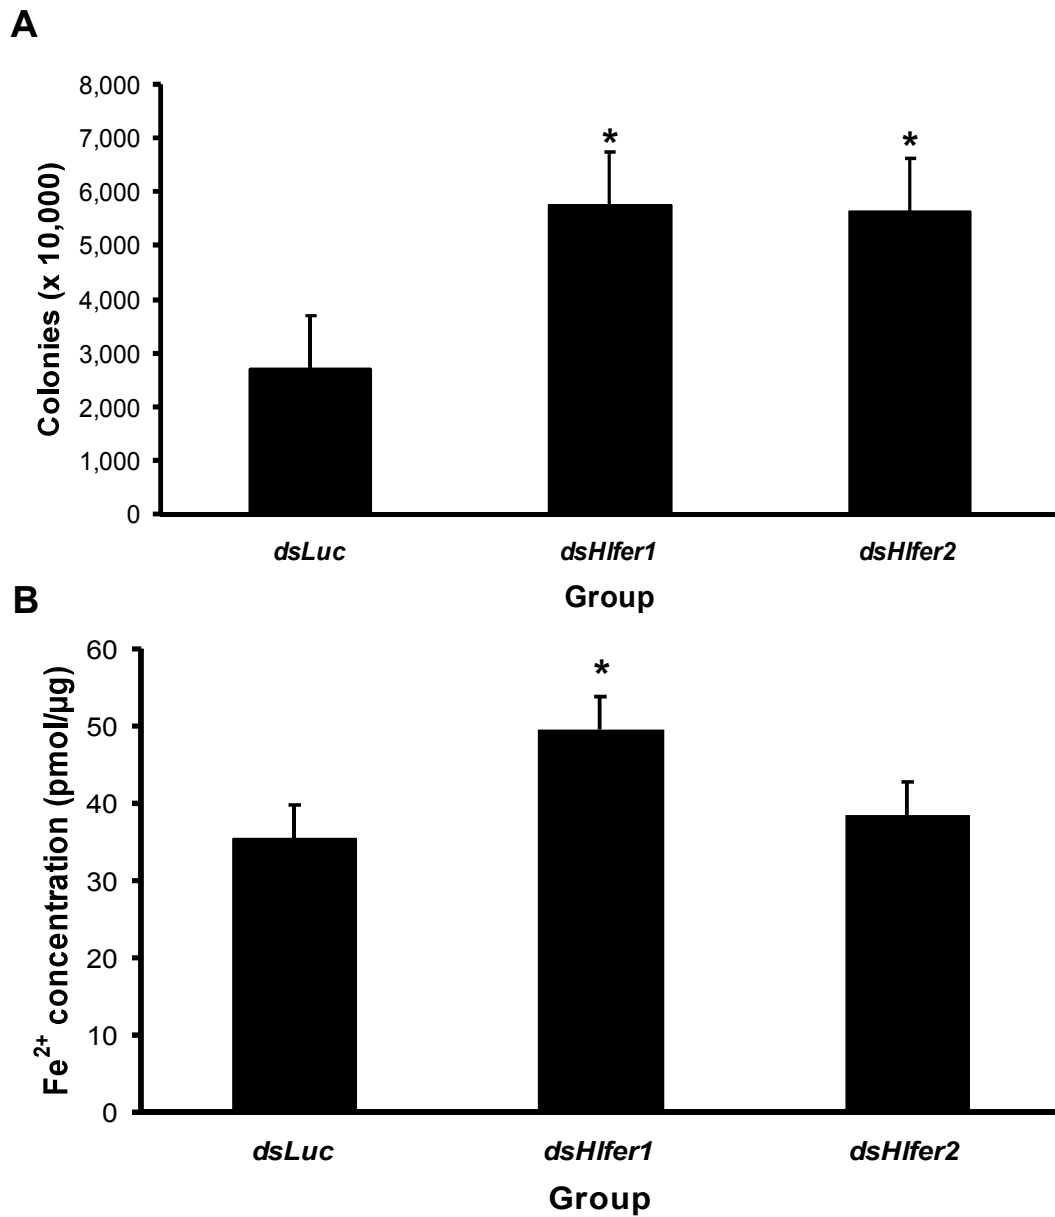 A
Colonies (x 10,000)
8,000
7,000
6,000
5,000
4,000
3,000
2,000
1,000
0
*
*
dsLuc
dsHlfer1
dsHlfer2
Group
B
Fe²⁺ concentration (pmol/µg)
60
50
40
30
20
10
0
*
dsLuc
dsHlfer1
dsHlfer2
Group